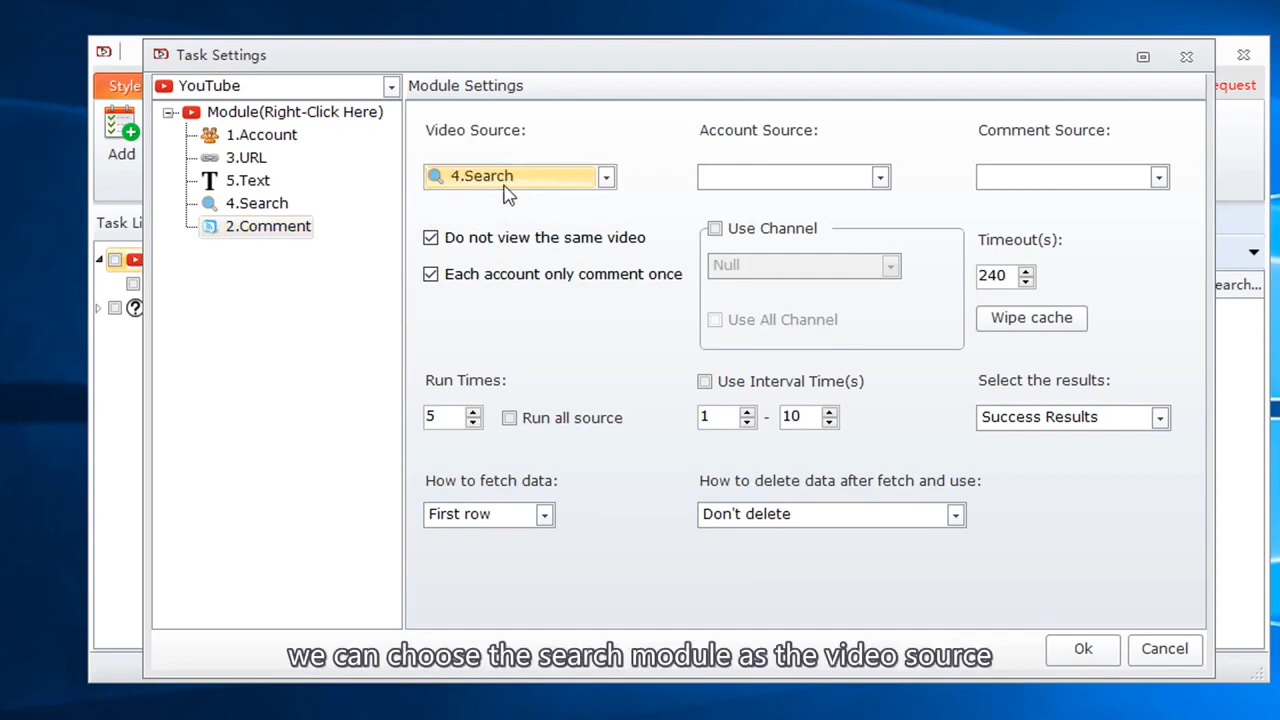 Task Settings
Style
Add
Task Li
YouTube
Module(Right-Click Here)
1.Account
3.URL
5.Text
4.Search
2.Comment
Module Settings
Video Source:
Account Source:
Comment Source:
4.Search
Do not view the same video
Each account only comment once
Use Channel
Null
Use All Channel
Timeout(s):
240
Wipe cache
Run Times:
5
Run all source
Use Interval Time(s)
1 - 10
Select the results:
Success Results
How to fetch data:
First row
How to delete data after fetch and use:
Don't delete
Ok
Cancel
equest
earch...
we can choose the search module as the video source